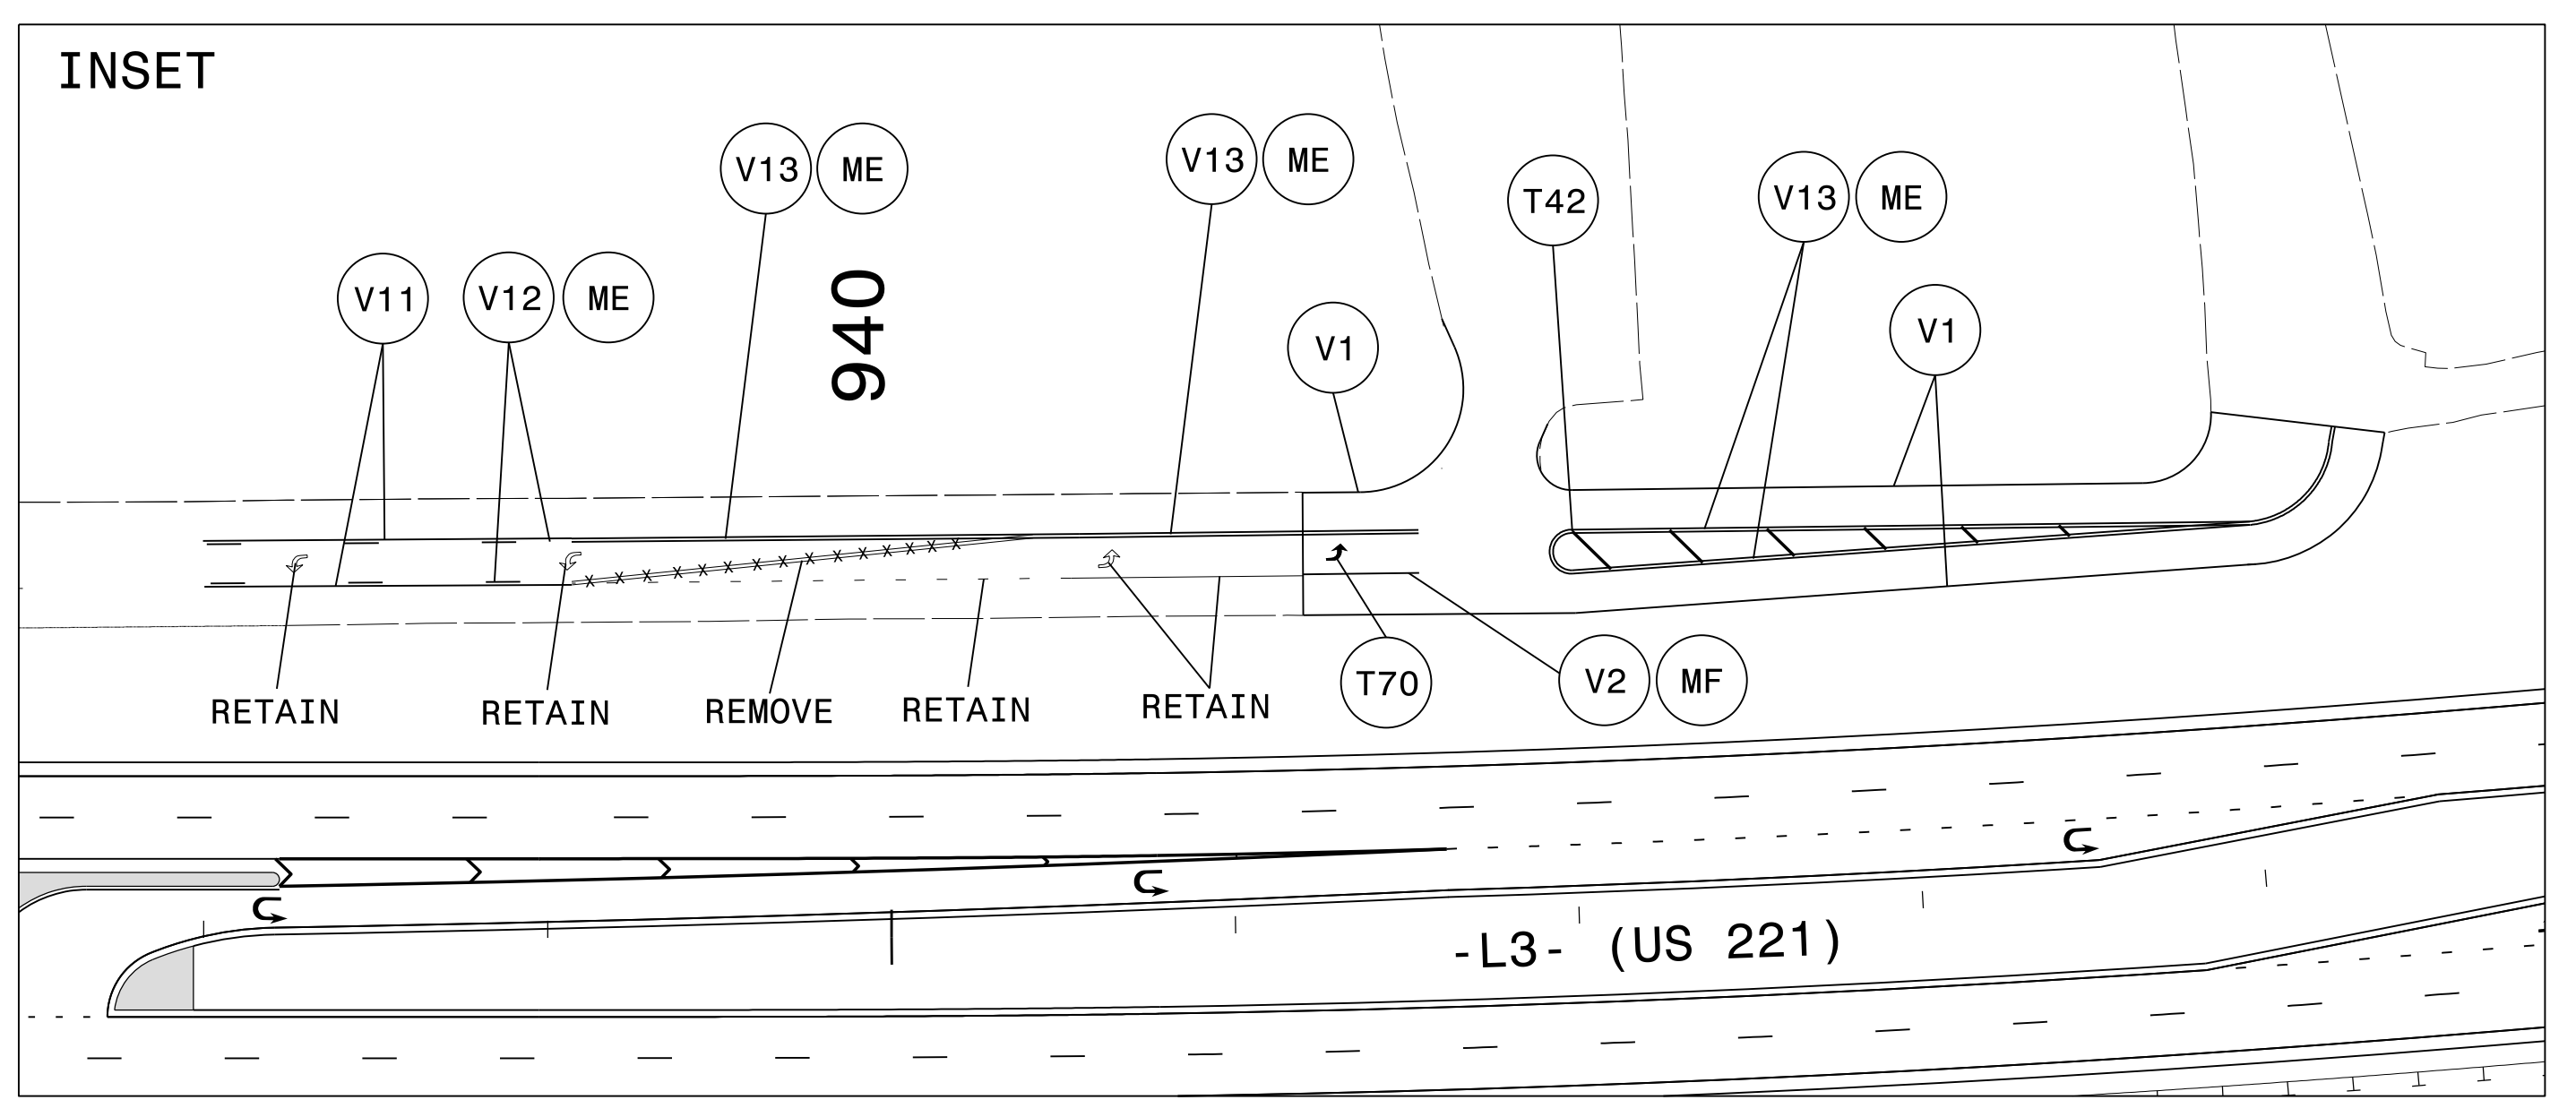 INSET
V13 ME
V13 ME
T42
V13 ME
V11
V12 ME
940
V1
V1
RETAIN
RETAIN
REMOVE
RETAIN
RETAIN
T70
V2 MF
-L3- (US 221)